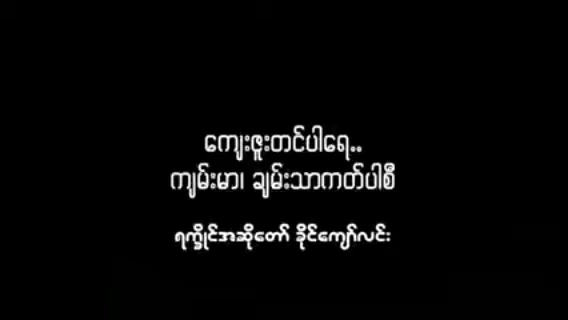 ကျေးဇူးတင်ပါရေ..
ကျမ်းမာ၊ ချမ်းသာကတ်ပါစီ
ရက္ခိုင်အဆိုတော် ခိုင်ကျော်လင်း